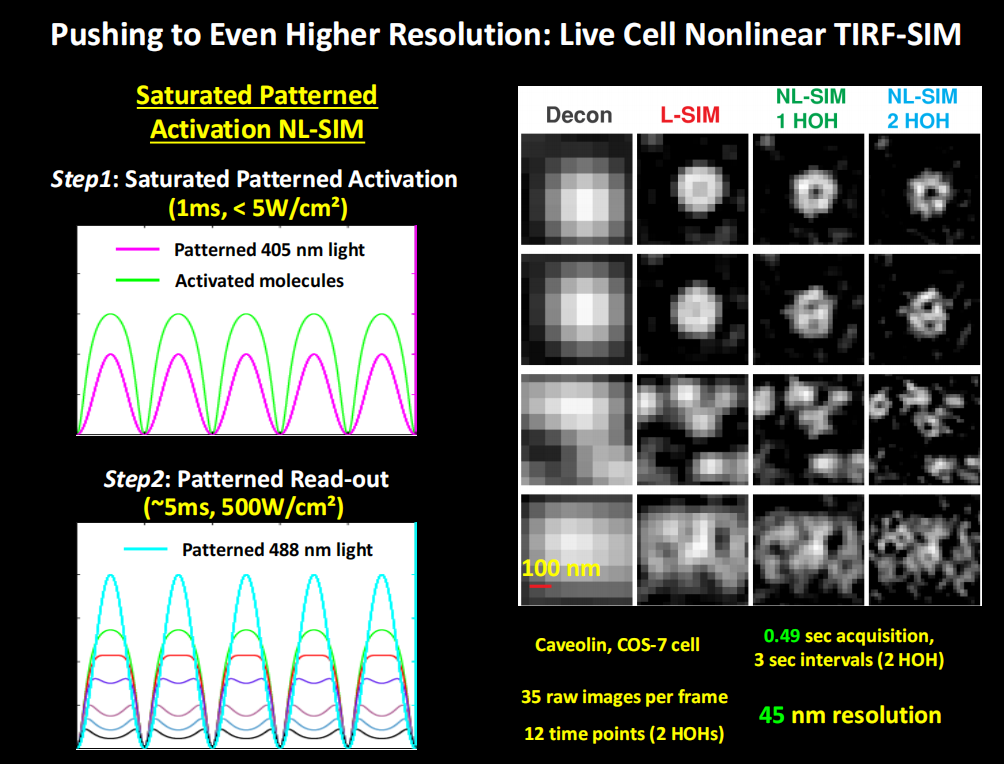 Pushing to Even Higher Resolution: Live Cell Nonlinear TIRF-SIM
Saturated Patterned
Activation NL-SIM
Step1: Saturated Patterned Activation
(1ms, < 5W/cm²)
Patterned 405 nm light
Activated molecules
Step2: Patterned Read-out
(~5ms, 500W/cm²)
Patterned 488 nm light
Decon
L-SIM
NL-SIM
1 HOH
NL-SIM
2 HOH
100 nm
Caveolin, COS-7 cell
35 raw images per frame
12 time points (2 HOHs)
0.49 sec acquisition,
3 sec intervals (2 HOH)
45 nm resolution